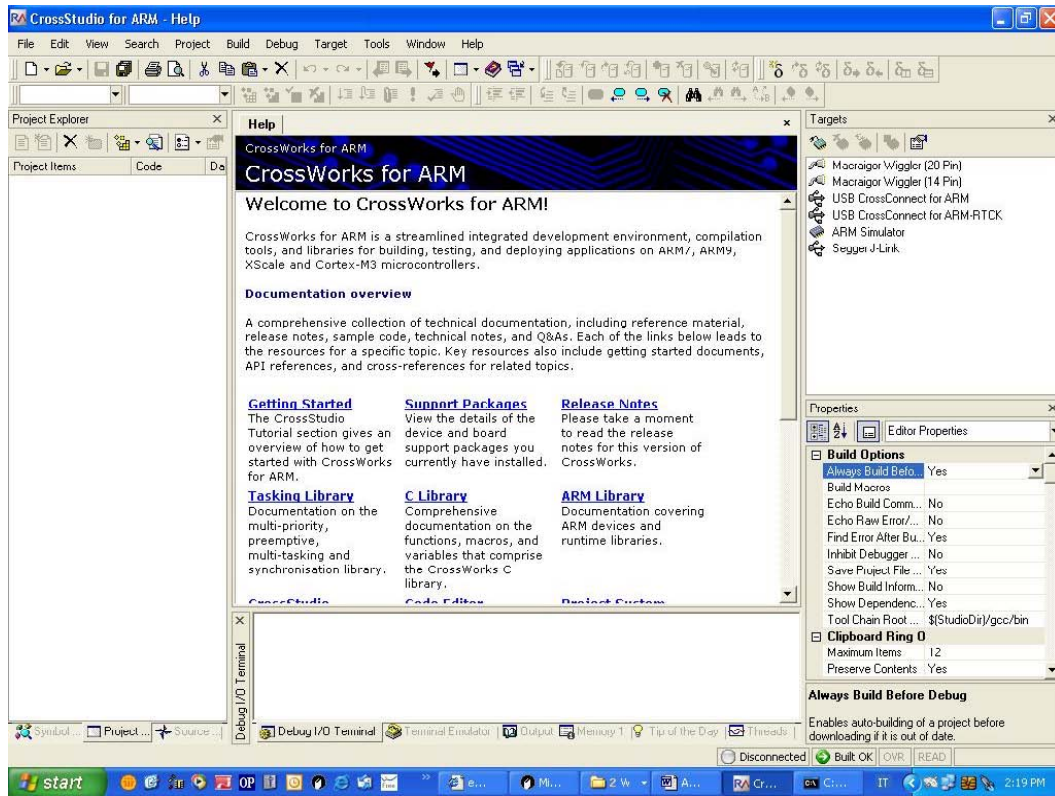 CrossStudio for ARM - Help
File Edit View Search Project Build Debug Target Tools Window Help
Project Explorer
Project Items Code Da
Help
CrossWorks for ARM
CrossWorks for ARM
Welcome to CrossWorks for ARM!
CrossWorks for ARM is a streamlined integrated development environment, compilation
tools, and libraries for building, testing, and deploying applications on ARM7, ARM9,
XScale and Cortex-M3 microcontrollers.
Documentation overview
A comprehensive collection of technical documentation, including reference material,
release notes, sample code, technical notes, and Q&As. Each of the links below leads to
the resources for a specific topic. Key resources also include getting started documents,
API references, and cross-references for related topics.
Getting Started
The CrossStudio
Tutorial section gives an
overview of how to get
started with CrossWorks
for ARM.
Support Packages
View the details of the
device and board
support packages you
currently have installed.
Release Notes
Please take a moment
to read the release
notes for this version of
CrossWorks.
Tasking Library
Documentation on the
multi-priority,
preemptive,
multi-tasking and
synchronisation library.
C Library
Comprehensive
documentation on the
functions, macros, and
variables that comprise
the CrossWorks C
library.
ARM Library
Documentation covering
ARM devices and
runtime libraries.
CrossStudio Code Editor Project System
Targets
Macraigor Wiggler (20 Pin)
Macraigor Wiggler (14 Pin)
USB CrossConnect for ARM
USB CrossConnect for ARM-RTCK
ARM Simulator
Segger J-Link
Properties
Editor Properties
Build Options
Always Build Befo... Yes
Build Macros
Echo Build Comm... No
Echo Raw Error/... No
Find Error After Bu... Yes
Inhibit Debugger ... No
Save Project File ... Yes
Show Build Inform... No
Show Dependenc... Yes
Tool Chain Root ... $(StudioDir)/gcc/bin
Clipboard Ring O
Maximum Items 12
Preserve Contents Yes
Always Build Before Debug
Enables auto-building of a project before
downloading if it is out of date.
Debug I/O Terminal
Symbol ... Project ... Source ...
Debug I/O Terminal Terminal Emulator Output Memory 1 Tip of the Day Threads
Disconnected Built OK OVR READ
start OP e... Mi... 2 W A... Cr... C:... IT 2:19 PM